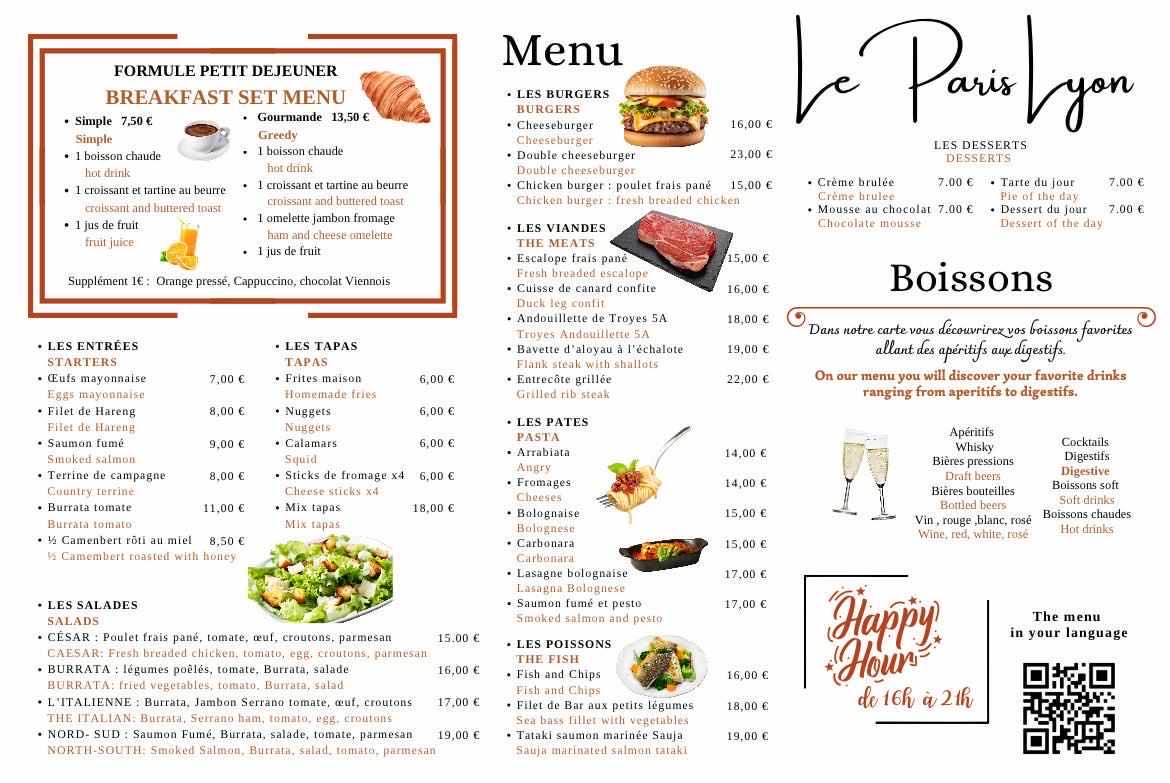 FORMULE PETIT DEJEUNER
BREAKFAST SET MENU
• Simple 7,50 €
Simple
• 1 boisson chaude
hot drink
• 1 croissant et tartine au beurre
croissant and buttered toast
• 1 jus de fruit
fruit juice
• Gourmande 13,50 €
Greedy
• 1 boisson chaude
hot drink
• 1 croissant et tartine au beurre
croissant and buttered toast
• 1 omelette jambon fromage
ham and cheese omelette
• 1 jus de fruit
Supplément 1€ : Orange pressé, Cappuccino, chocolat Viennois
• LES ENTRÉES
STARTERS
• Œufs mayonnaise 7,00 €
Eggs mayonnaise
• Filet de Hareng 8,00 €
Filet de Hareng
• Saumon fumé 9,00 €
Smoked salmon
• Terrine de campagne 8,00 €
Country terrine
• Burrata tomate 11,00 €
Burrata tomato
• ½ Camenbert rôti au miel 8,50 €
½ Camembert roasted with honey
• LES TAPAS
TAPAS
• Frites maison 6,00 €
Homemade fries
• Nuggets 6,00 €
Nuggets
• Calamars 6,00 €
Squid
• Sticks de fromage x4 6,00 €
Cheese sticks x4
• Mix tapas 18,00 €
Mix tapas
• LES SALADES
SALADS
• CÉSAR : Poulet frais pané, tomate, œuf, croutons, parmesan 15.00 €
CAESAR: Fresh breaded chicken, tomato, egg, croutons, parmesan
• BURRATA : légumes poêlés, tomate, Burrata, salade 16,00 €
BURRATA: fried vegetables, tomato, Burrata, salad
• L'ITALIENNE : Burrata, Jambon Serrano tomate, œuf, croutons 17,00 €
THE ITALIAN: Burrata, Serrano ham, tomato, egg, croutons
• NORD- SUD : Saumon Fumé, Burrata, salade, tomate, parmesan 19,00 €
NORTH-SOUTH: Smoked Salmon, Burrata, salad, tomato, parmesan
Menu
• LES BURGERS
BURGERS
• Cheeseburger 16,00 €
Cheeseburger
• Double cheeseburger 23,00 €
Double cheeseburger
• Chicken burger : poulet frais pané 15,00 €
Chicken burger : fresh breaded chicken
• LES VIANDES
THE MEATS
• Escalope frais pané 15,00 €
Fresh breaded escalope
• Cuisse de canard confite 16,00 €
Duck leg confit
• Andouillette de Troyes 5A 18,00 €
Troyes Andouillette 5A
• Bavette d'aloyau à l'échalote 19,00 €
Flank steak with shallots
• Entrecôte grillée 22,00 €
Grilled rib steak
• LES PATES
PASTA
• Arrabiata 14,00 €
Angry
• Fromages 14,00 €
Cheeses
• Bolognaise 15,00 €
Bolognese
• Carbonara 15,00 €
Carbonara
• Lasagne bolognaise 17,00 €
Lasagna Bolognese
• Saumon fumé et pesto 17,00 €
Smoked salmon and pesto
• LES POISSONS
THE FISH
• Fish and Chips 16,00 €
Fish and Chips
• Filet de Bar aux petits légumes 18,00 €
Sea bass fillet with vegetables
• Tataki saumon marinée Sauja 19,00 €
Sauja marinated salmon tataki
Le Paris Lyon
LES DESSERTS
DESSERTS
• Crème brulée 7.00 €
Crème brulee
• Mousse au chocolat 7.00 €
Chocolate mousse
• Tarte du jour 7.00 €
Pie of the day
• Dessert du jour 7.00 €
Dessert of the day
Boissons
Dans notre carte vous découvrirez vos boissons favorites
allant des apéritifs aux digestifs.
On our menu you will discover your favorite drinks
ranging from aperitifs to digestifs.
Apéritifs
Whisky
Bières pressions
Draft beers
Bières bouteilles
Bottled beers
Vin , rouge ,blanc, rosé
Wine, red, white, rosé
Cocktails
Digestifs
Digestive
Boissons soft
Soft drinks
Boissons chaudes
Hot drinks
Happy
Hour
de 16h à 21h
The menu
in your language